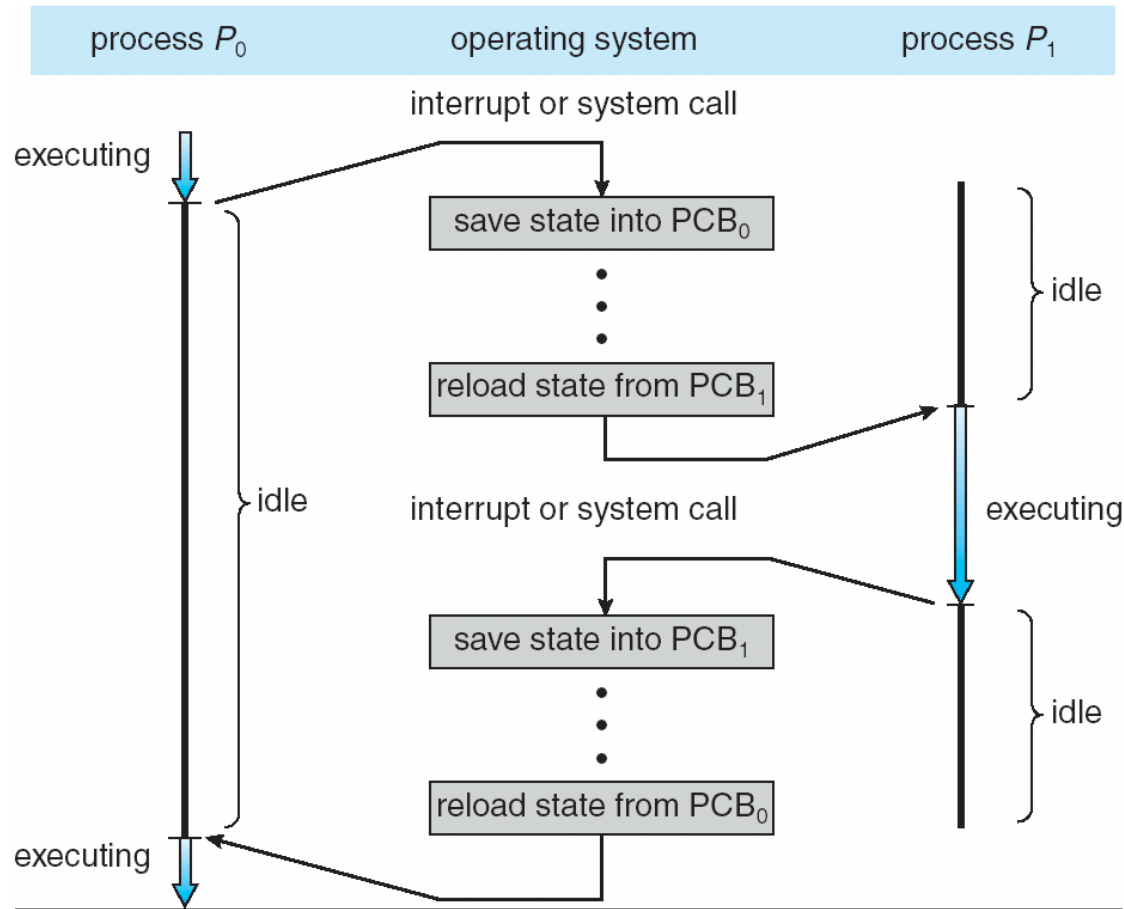 process P₀ operating system process P₁
interrupt or system call
executing
save state into PCB₀
idle
reload state from PCB₁
idle
interrupt or system call
executing
save state into PCB₁
idle
reload state from PCB₀
executing